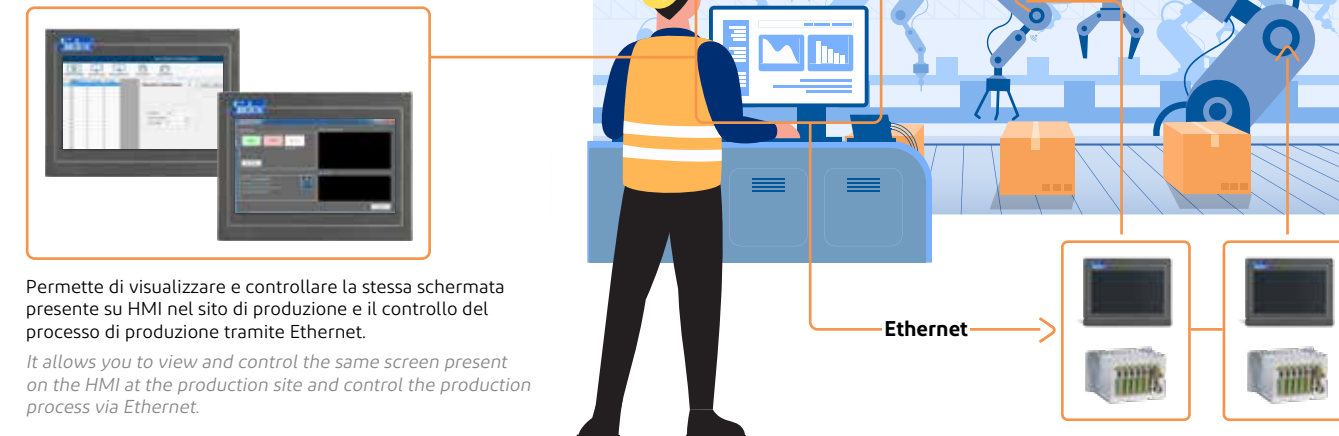 Permette di visualizzare e controllare la stessa schermata
presente su HMI nel sito di produzione e il controllo del
processo di produzione tramite Ethernet.
It allows you to view and control the same screen present
on the HMI at the production site and control the production
process via Ethernet.
Ethernet